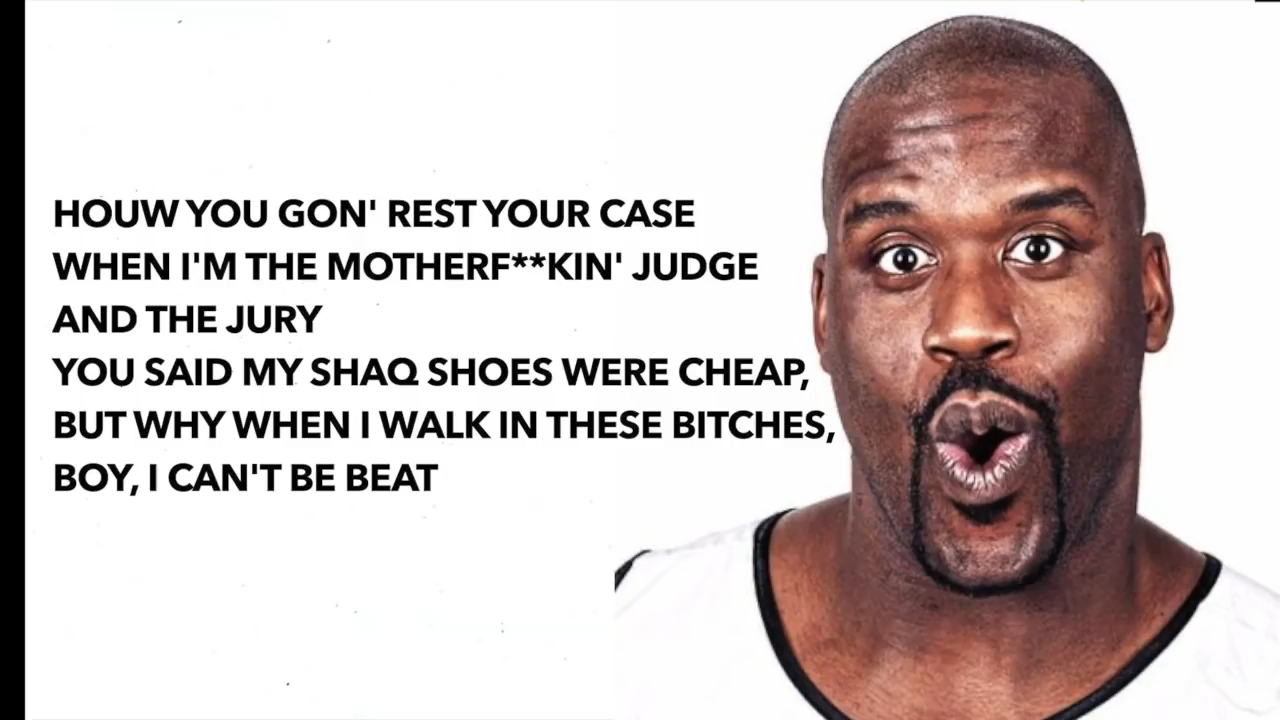 HOUW YOU GON' REST YOUR CASE
WHEN I'M THE MOTHERF**KIN' JUDGE
AND THE JURY
YOU SAID MY SHAQ SHOES WERE CHEAP,
BUT WHY WHEN I WALK IN THESE BITCHES,
BOY, I CAN'T BE BEAT